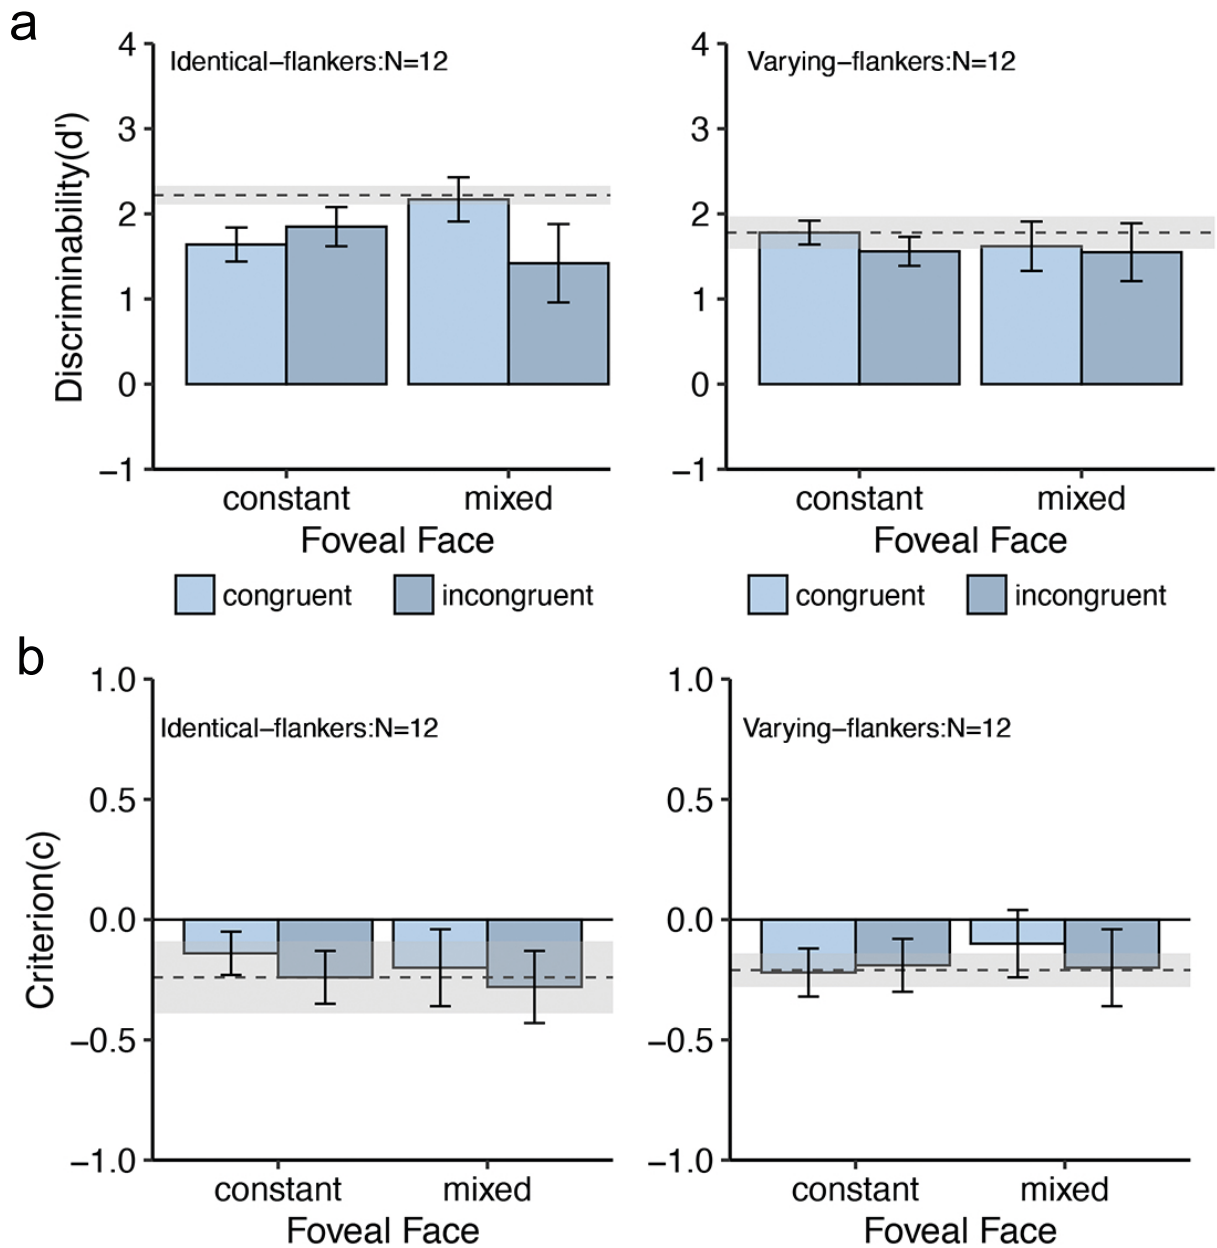 a
Identical−flankers:N=12
Varying−flankers:N=12
4
3
2
1
0
−1
Discriminability(d')
constant
mixed
Foveal Face
congruent
incongruent
4
3
2
1
0
−1
constant
mixed
Foveal Face
congruent
incongruent
b
Identical−flankers:N=12
Varying−flankers:N=12
1.0
0.5
0.0
−0.5
−1.0
Criterion(c)
constant
mixed
Foveal Face
1.0
0.5
0.0
−0.5
−1.0
constant
mixed
Foveal Face